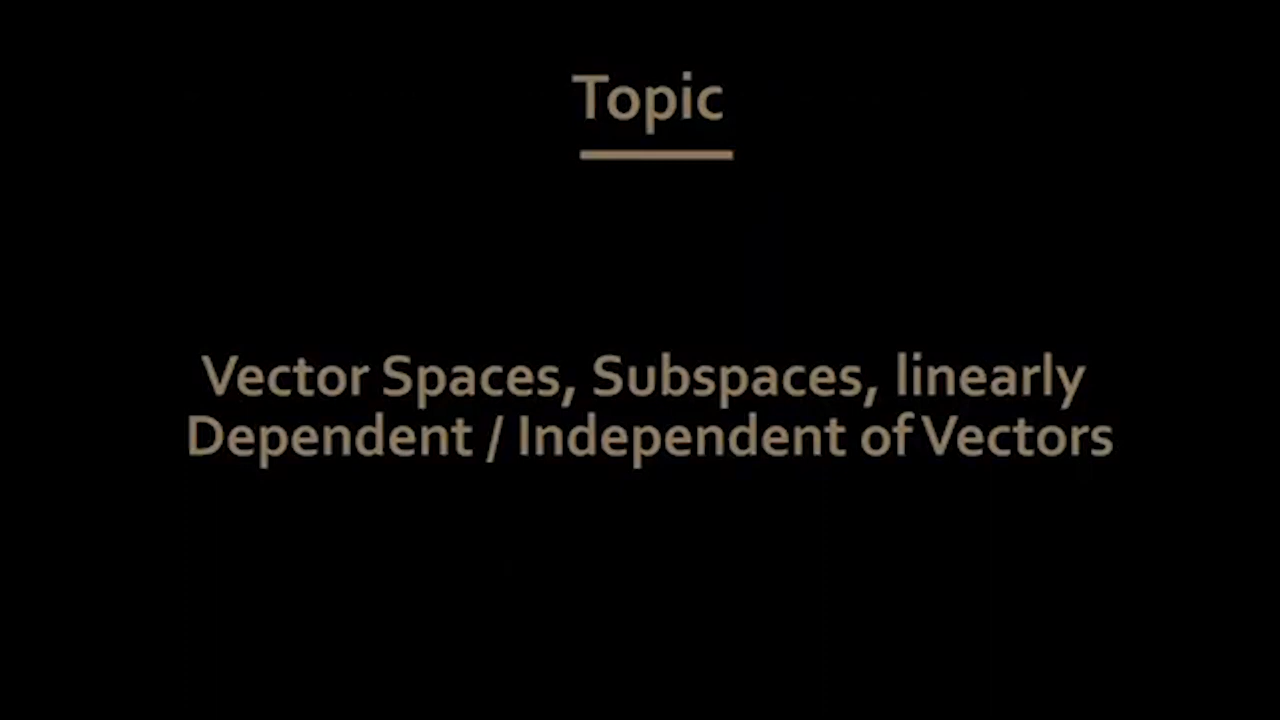 Topic
Vector Spaces, Subspaces, linearly
Dependent / Independent of Vectors